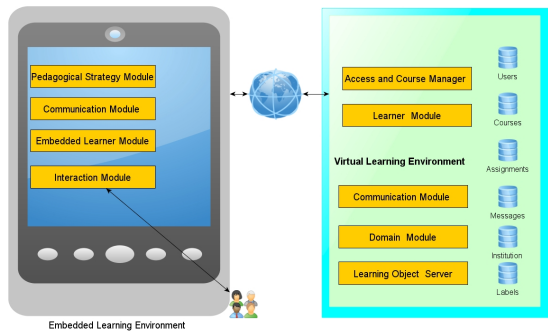 Pedagogical Strategy Module
Communication Module
Embedded Learner Module
Interaction Module
Embedded Learning Environment
Access and Course Manager
Learner Module
Virtual Learning Environment
Communication Module
Domain Module
Learning Object Server
Users
Courses
Assignments
Messages
Institution
Labels